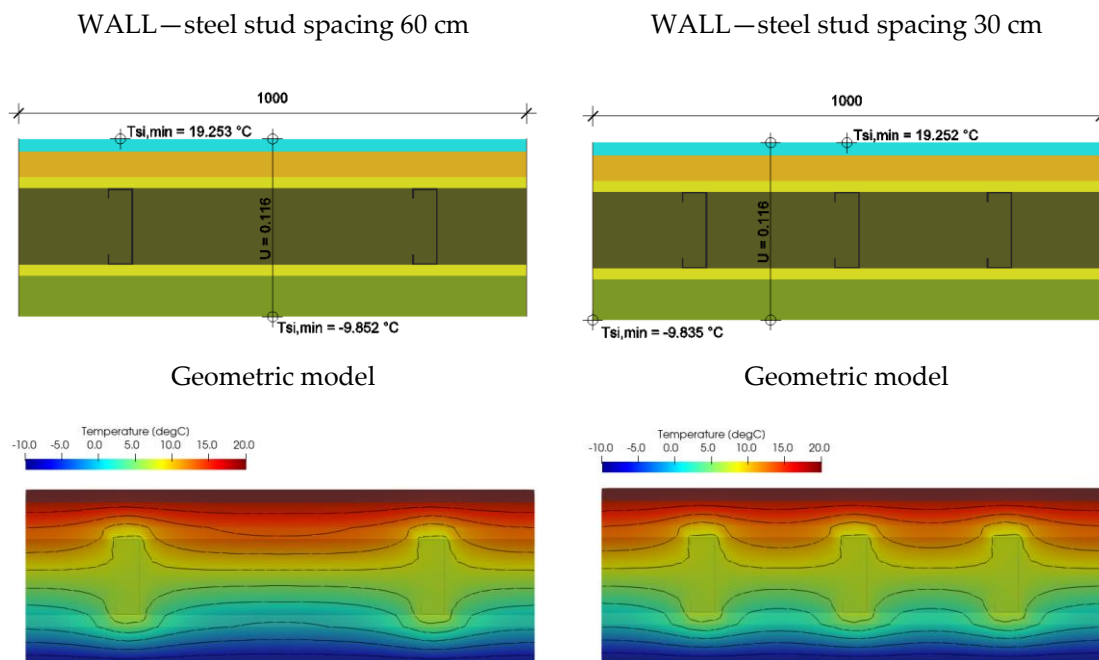 WALL—steel stud spacing 60 cm
WALL—steel stud spacing 30 cm
1000
Tsi,min = 19.253 °C
U = 0.116
Tsi,min = -9.852 °C
1000
Tsi,min = 19.252 °C
U = 0.116
Tsi,min = -9.835 °C
Geometric model
Geometric model
Temperature (degC)
-10.0 -5.0 0.0 5.0 10.0 15.0 20.0
Temperature (degC)
-10.0 -5.0 0.0 5.0 10.0 15.0 20.0